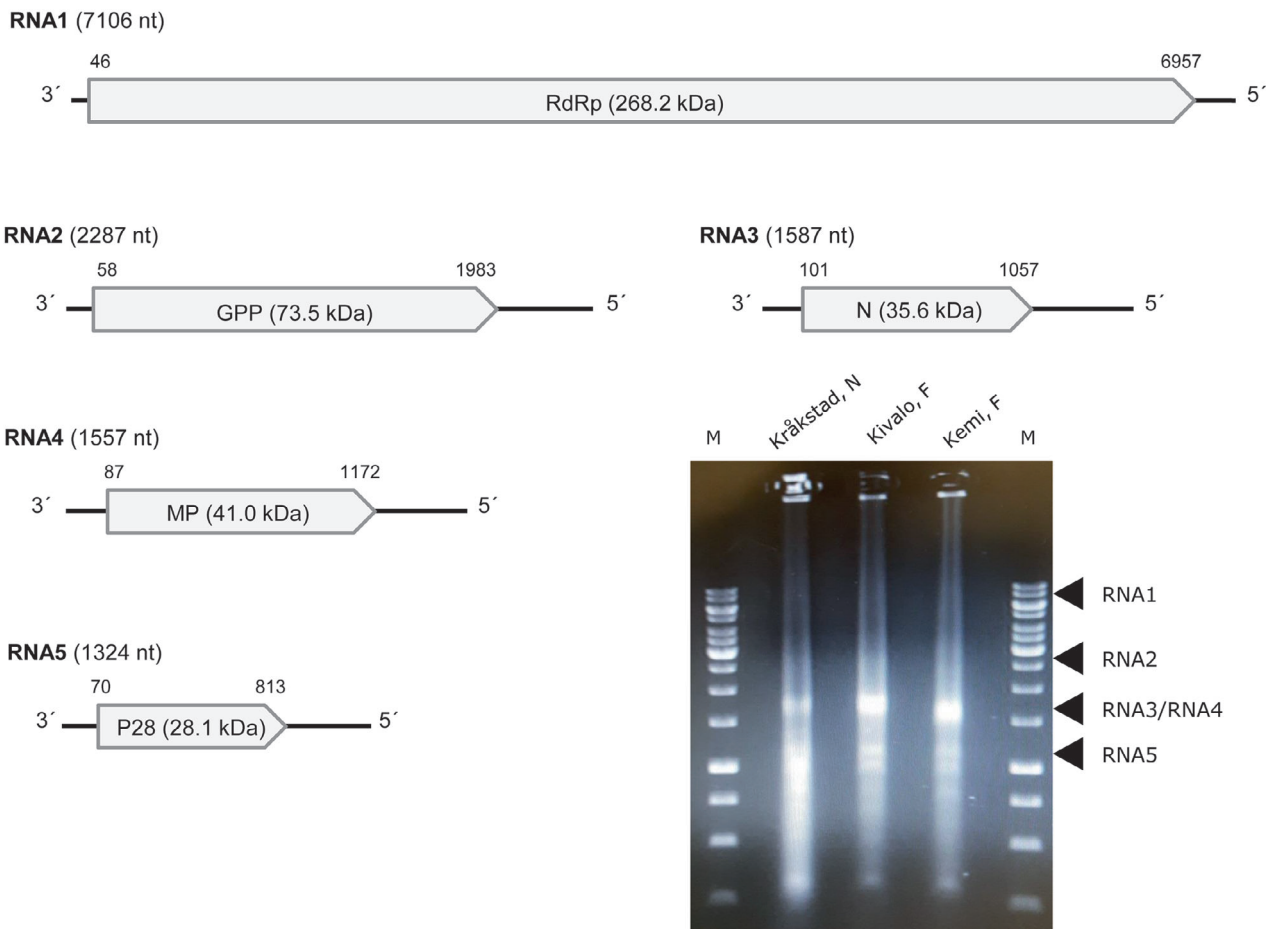 RNA1 (7106 nt)
46 6957
3´ RdRp (268.2 kDa) 5´
RNA2 (2287 nt)
58 1983
3´ GPP (73.5 kDa) 5´
RNA3 (1587 nt)
101 1057
3´ N (35.6 kDa) 5´
RNA4 (1557 nt)
87 1172
3´ MP (41.0 kDa) 5´
RNA5 (1324 nt)
70 813
3´ P28 (28.1 kDa) 5´
M Kråkstad, N Kivalo, F Kemi, F M
RNA1
RNA2
RNA3/RNA4
RNA5